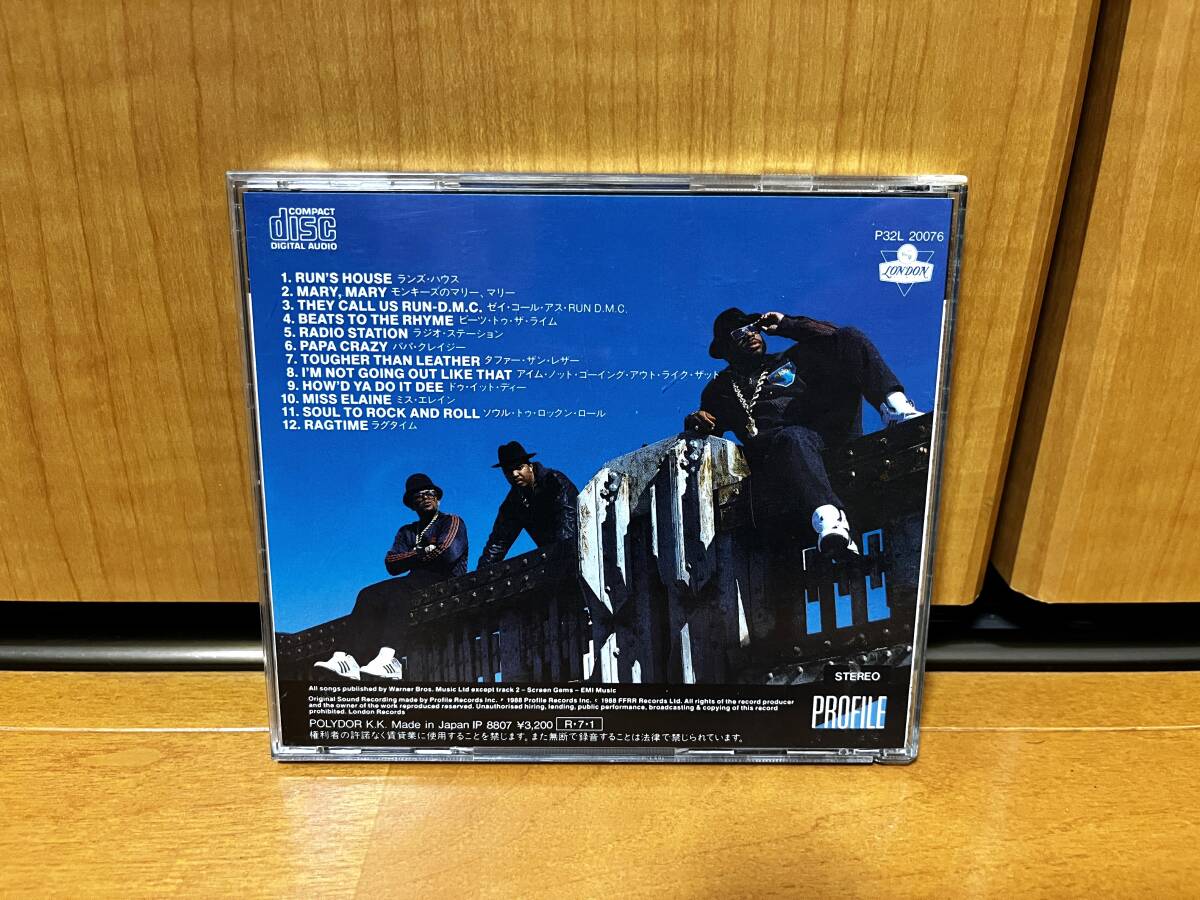 COMPACT
disc
DIGITAL AUDIO
P32L 20076
LONDON
1. RUN'S HOUSE ランズ・ハウス
2. MARY, MARY モンキーズのマリー、マリー
3. THEY CALL US RUN-D.M.C. ゼイ・コール・アス・RUN D.M.C.
4. BEATS TO THE RHYME ビーツ・トゥ・ザ・ライム
5. RADIO STATION ラジオ・ステーション
6. PAPA CRAZY パパ・クレイジー
7. TOUGHER THAN LEATHER タファー・ザン・レザー
8. I'M NOT GOING OUT LIKE THAT アイム・ノット・ゴーイング・アウト・ライク・ザット
9. HOW'D YA DO IT DEE ドゥ・イット・ディー
10. MISS ELAINE ミス・エレイン
11. SOUL TO ROCK AND ROLL ソウル・トゥ・ロックン・ロール
12. RAGTIME ラグタイム
All songs published by Warner Bros. Music Ltd except track 2 – Screen Gems – EMI Music
Original Sound Recording made by Profile Records Inc. ℗ 1988 Profile Records Inc. © 1988 FFRR Records Ltd. All rights of the record producer
and the owner of the work reproduced reserved. Unauthorised hiring, lending, public performance, broadcasting & copying of this record
prohibited. London Records
POLYDOR K.K. Made in Japan IP 8807 ¥3,200 R・7・1
権利者の許諾なく賃貸業に使用することを禁じます。また無断で録音することは法律で禁じられています。
STEREO
PROFILE